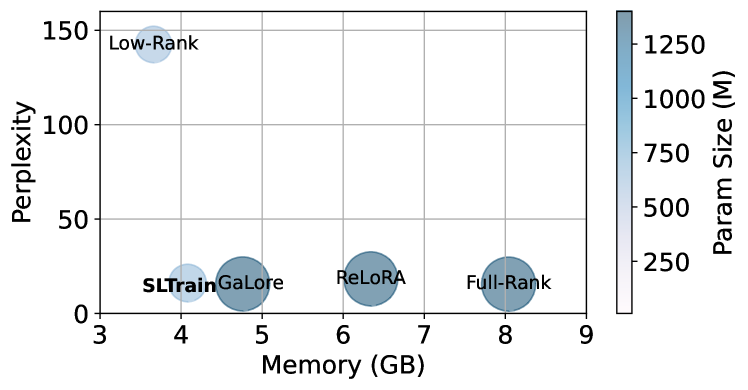 150
100
50
0
Perplexity
Low-Rank
SLTrain
GaLore
ReLoRA
Full-Rank
3 4 5 6 7 8 9
Memory (GB)
1250
1000
750
500
250
Param Size (M)